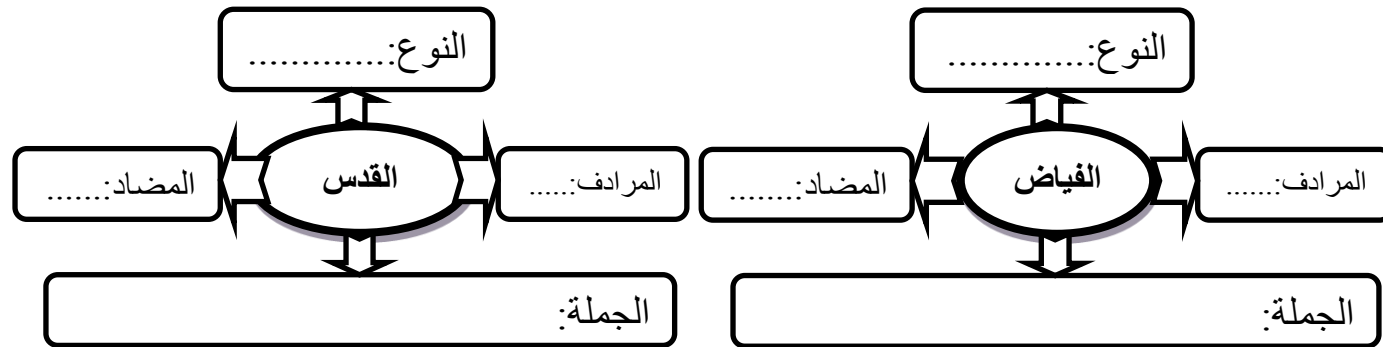 النوع:.............
المرادف:......
الفياض
المضاد:.......
الجملة:
النوع:.............
المرادف:.....
القدس
المضاد:......
الجملة: